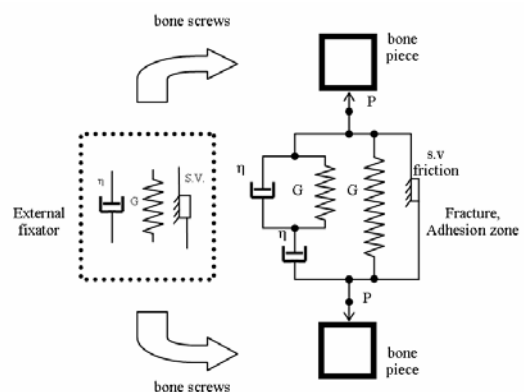 bone screws
bone
piece
P
η
G
S.V.
External
fixator
η
G
G
s.v
friction
η
Fracture,
Adhesion zone
P
bone
piece
bone screws